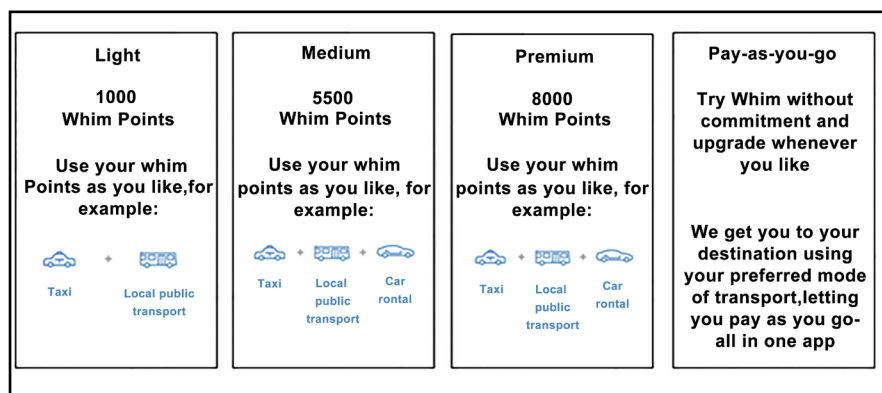 Light
1000
Whim Points
Use your whim
Points as you like,for
example:
Taxi
Local public
transport
Medium
5500
Whim Points
Use your whim
points as you like, for
example:
Taxi
Local
public
transport
Car
rontal
Premium
8000
Whim Points
Use your whim
points as you like, for
example:
Taxi
Local
public
transport
Car
rontal
Pay-as-you-go
Try Whim without
commitment and
upgrade whenever
you like
We get you to your
destination using
your preferred mode
of transport,letting
you pay as you go-
all in one app